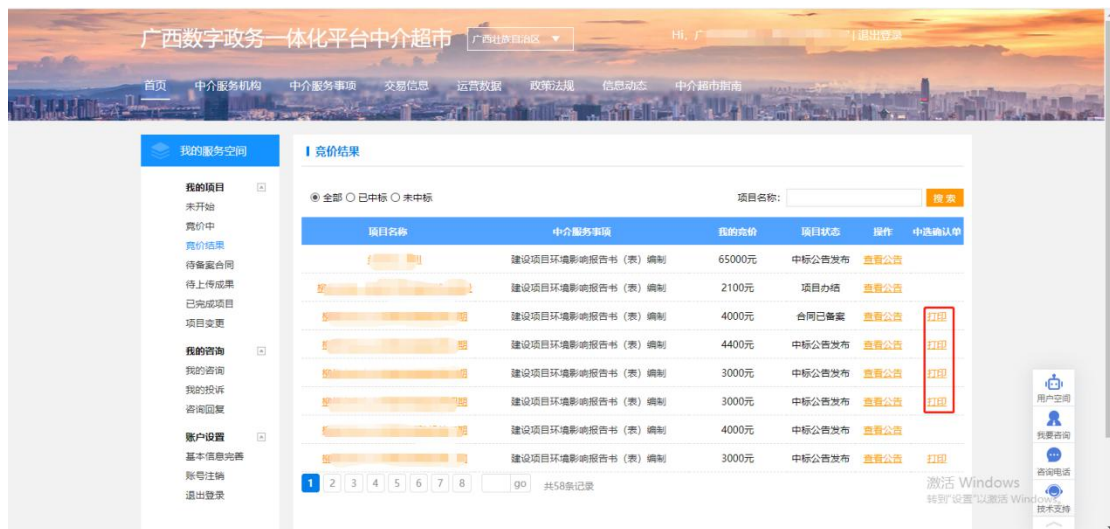 广西数字政务一体化平台中介超市 广西壮族自治区 ▼ Hi, 广 | 退出登录
首页 中介服务机构 中介服务事项 交易信息 运营数据 政策法规 信息动态 中介超市指南
我的服务空间
我的项目
未开始
竞价中
竞价结果
待备案合同
待上传成果
已完成项目
项目变更
我的咨询
我的咨询
我的投诉
咨询回复
账户设置
基本信息完善
账号注销
退出登录
竞价结果
全部 已中标 未中标 项目名称： 搜 索
项目名称 中介服务事项 我的竞价 项目状态 操作 中选确认单
建设项目环境影响报告书（表）编制 65000元 中标公告发布 查看公告
建设项目环境影响报告书（表）编制 2100元 项目办结 查看公告
建设项目环境影响报告书（表）编制 4000元 合同已备案 查看公告 打印
建设项目环境影响报告书（表）编制 4400元 中标公告发布 查看公告 打印
建设项目环境影响报告书（表）编制 3000元 中标公告发布 查看公告 打印
建设项目环境影响报告书（表）编制 3000元 中标公告发布 查看公告 打印
建设项目环境影响报告书（表）编制 4000元 中标公告发布 查看公告
建设项目环境影响报告书（表）编制 3000元 中标公告发布 查看公告 打印
1 2 3 4 5 6 7 8 go 共58条记录
用户空间
我要咨询
咨询电话
技术支持
激活 Windows
转到"设置"以激活 Windows。